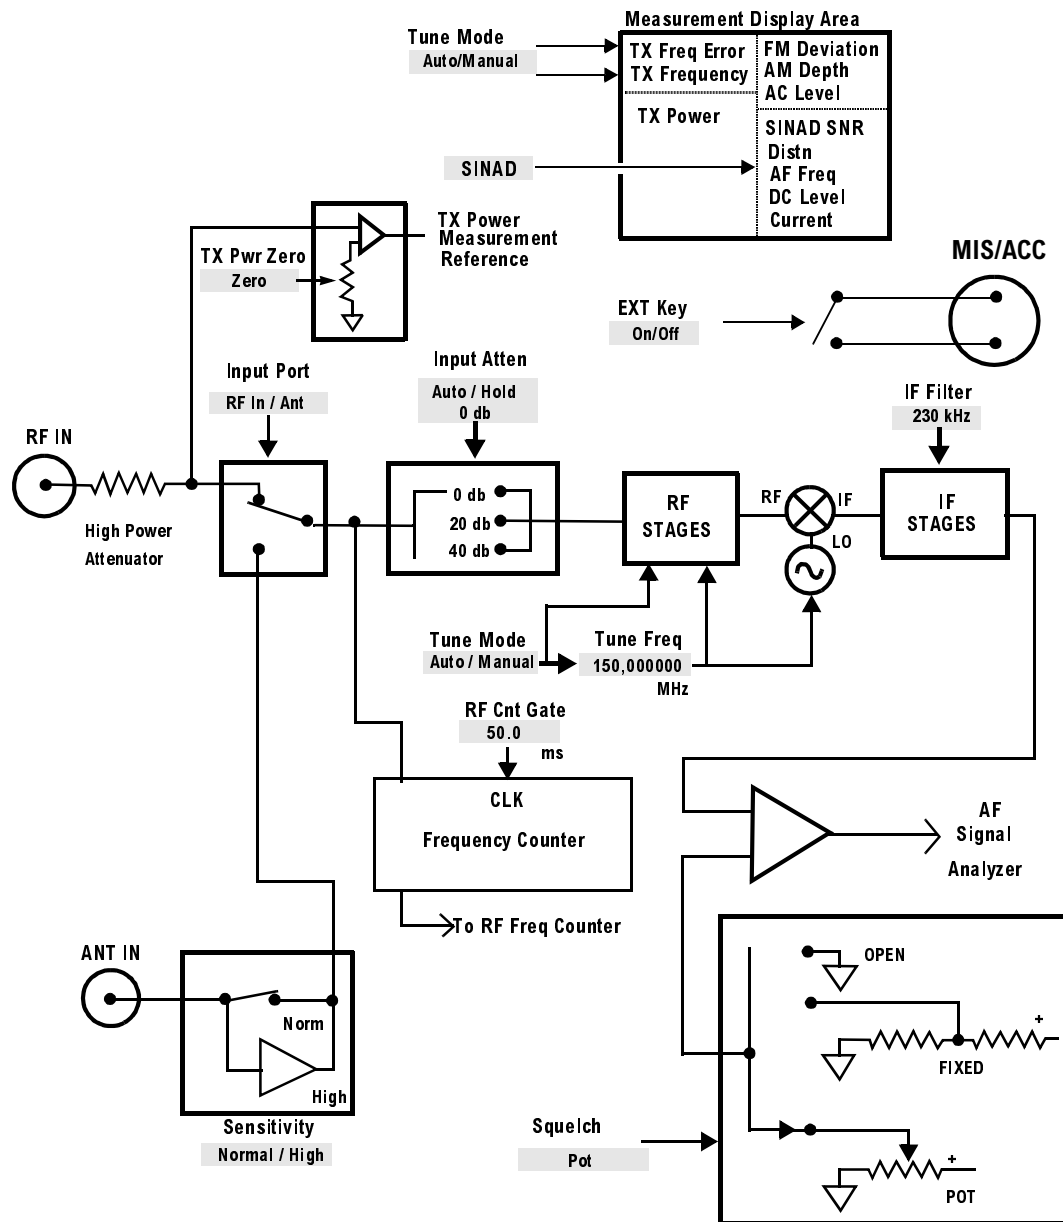 Measurement Display Area
Tune Mode
Auto/Manual
TX Freq Error
TX Frequency
FM Deviation
AM Depth
AC Level
TX Power
SINAD SNR
Distn
AF Freq
DC Level
Current
SINAD
TX Power
Measurement
Reference
TX Pwr Zero
Zero
MIS/ACC
EXT Key
On/Off
Input Port
RF In / Ant
Input Atten
Auto / Hold
0 db
IF Filter
230 kHz
RF IN
High Power
Attenuator
0 db
20 db
40 db
RF
STAGES
RF
IF
LO
IF
STAGES
Tune Mode
Auto / Manual
Tune Freq
150,000000
MHz
RF Cnt Gate
50.0
ms
CLK
Frequency Counter
To RF Freq Counter
AF
Signal
Analyzer
ANT IN
Norm
High
Sensitivity
Normal / High
Squelch
Pot
OPEN
+
FIXED
+
POT